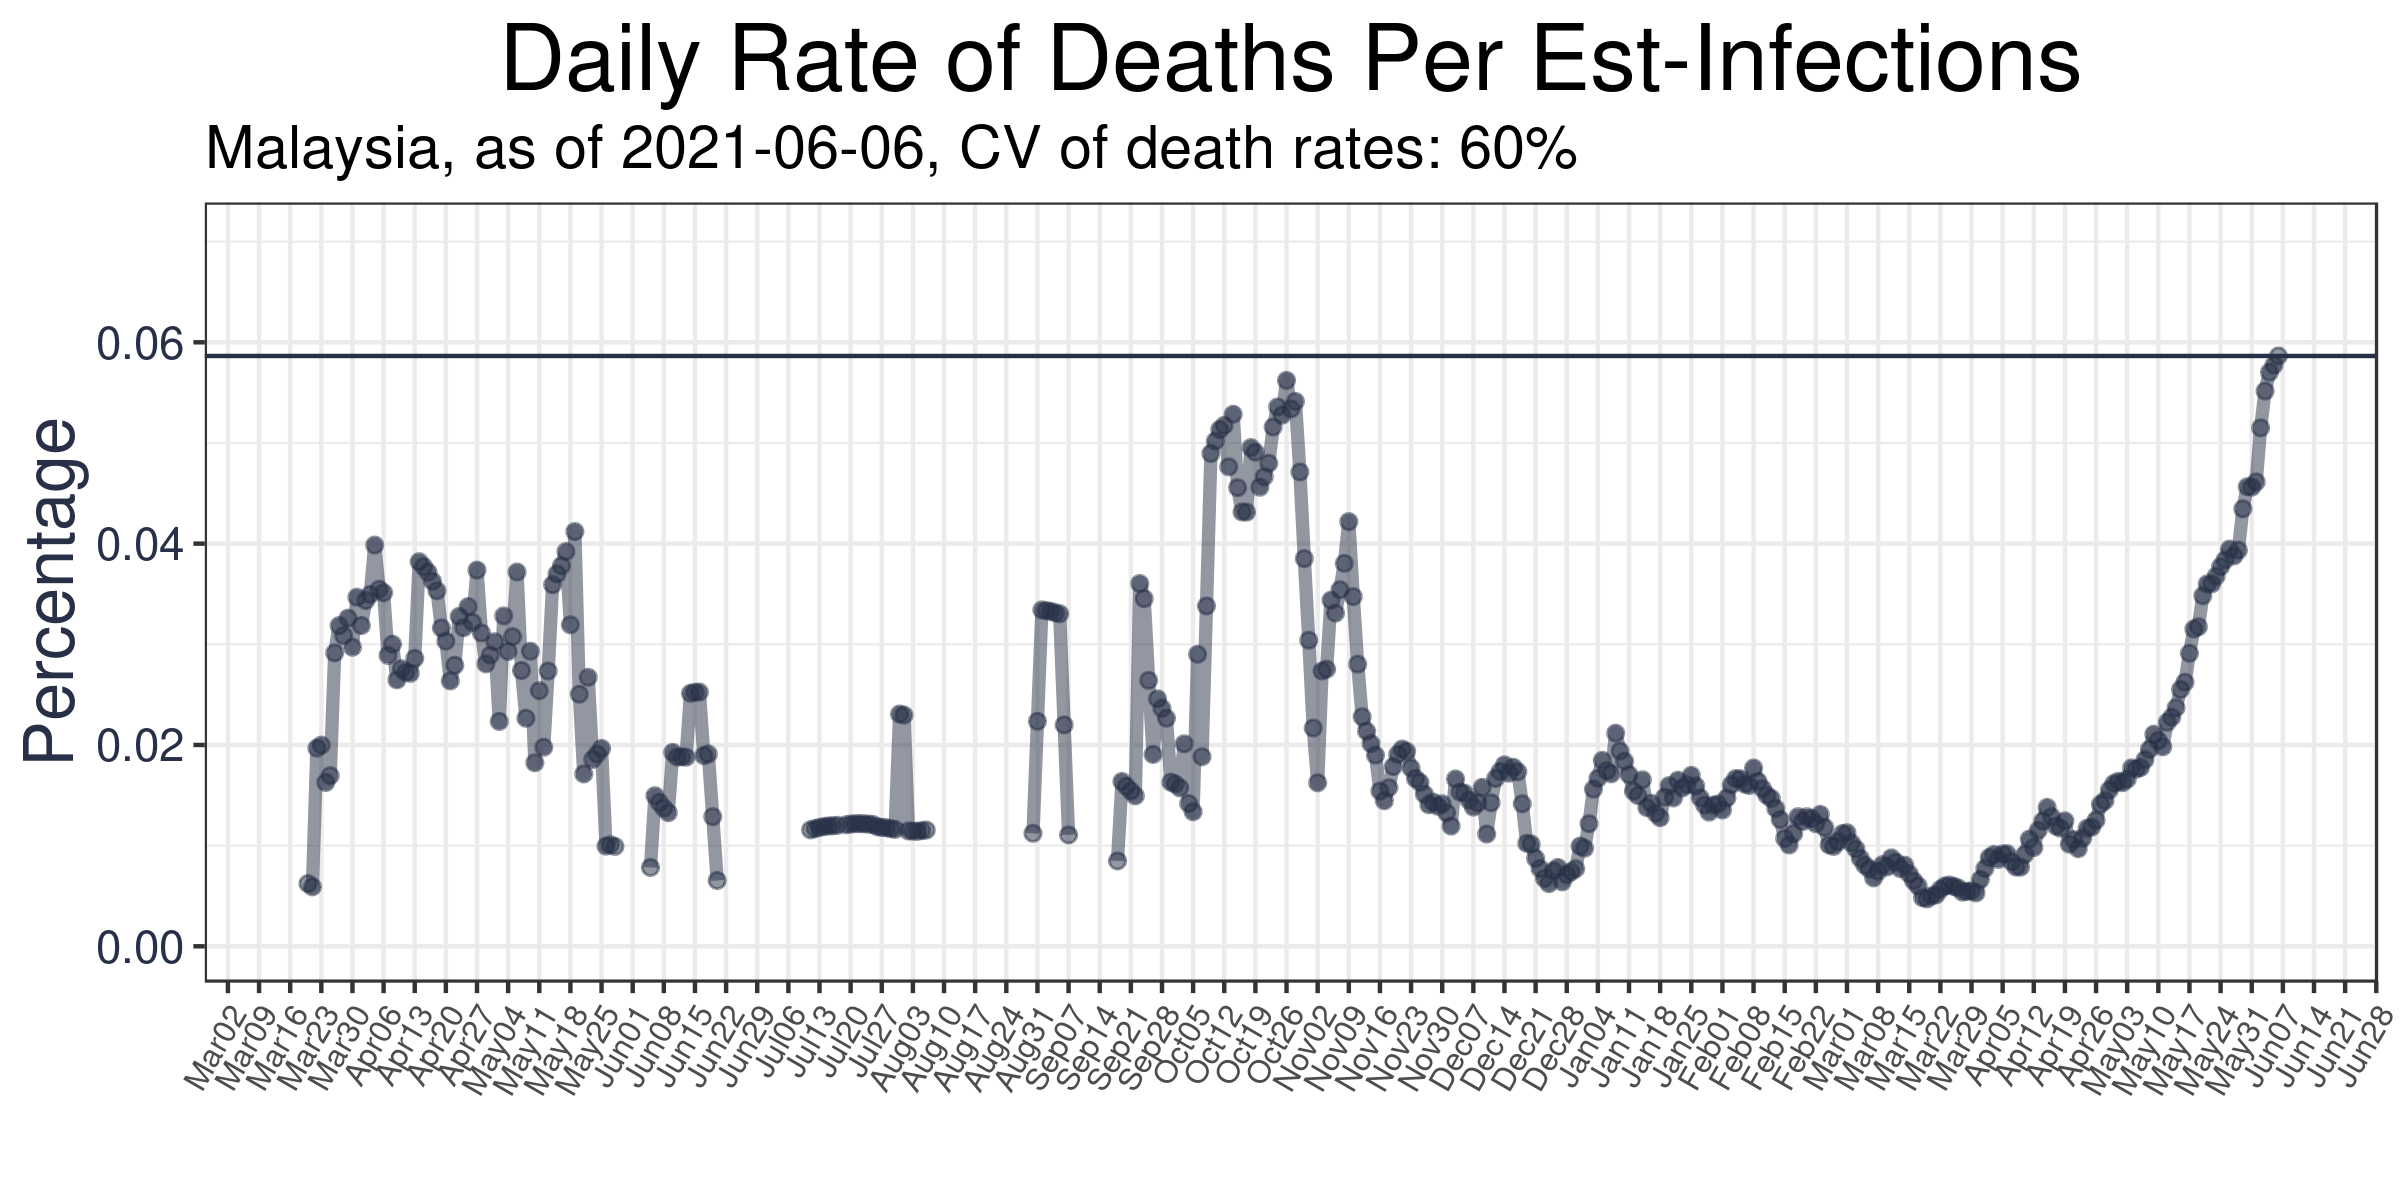 Daily Rate of Deaths Per Est-Infections
Malaysia, as of 2021-06-06, CV of death rates: 60%
Percentage
0.06
0.04
0.02
0.00
Mar02
Mar09
Mar16
Mar23
Mar30
Apr06
Apr13
Apr20
Apr27
May04
May11
May18
May25
Jun01
Jun08
Jun15
Jun22
Jun29
Jul06
Jul13
Jul20
Jul27
Aug03
Aug10
Aug17
Aug24
Aug31
Sep07
Sep14
Sep21
Sep28
Oct05
Oct12
Oct19
Oct26
Nov02
Nov09
Nov16
Nov23
Nov30
Dec07
Dec14
Dec21
Dec28
Jan04
Jan11
Jan18
Jan25
Feb01
Feb08
Feb15
Feb22
Mar01
Mar08
Mar15
Mar22
Mar29
Apr05
Apr12
Apr19
Apr26
May03
May10
May17
May24
May31
Jun07
Jun14
Jun21
Jun28